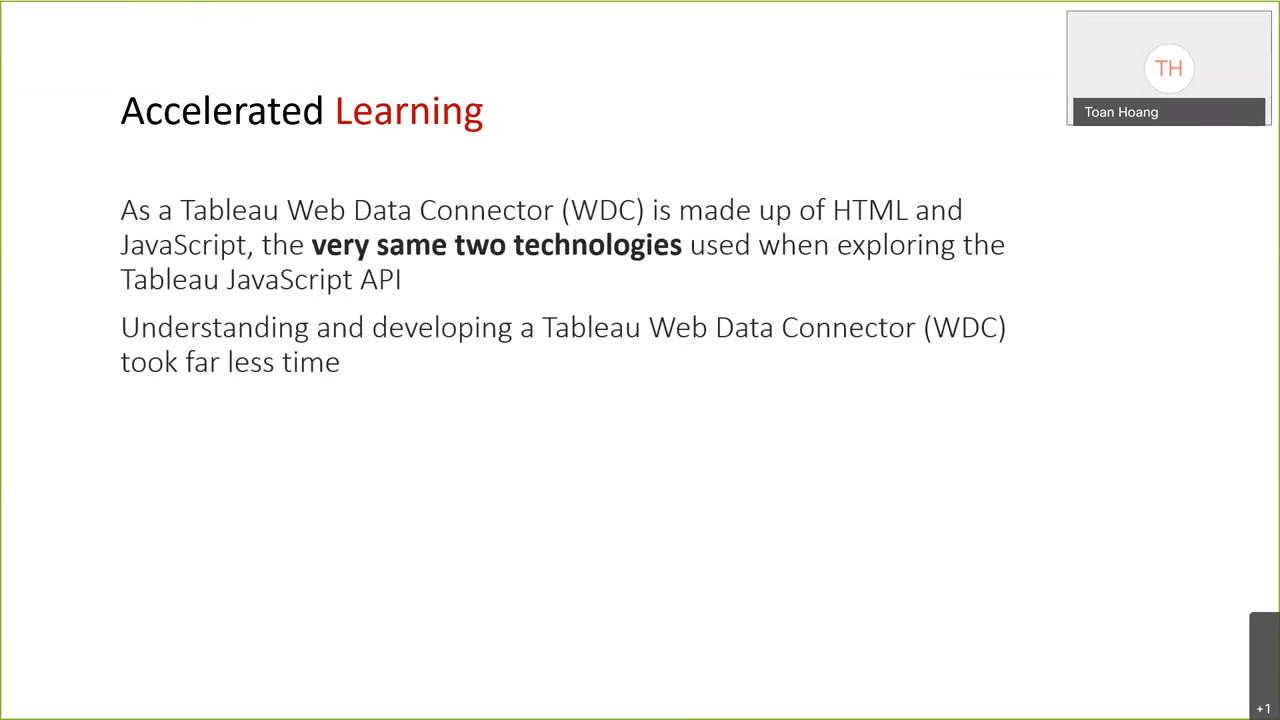 Accelerated Learning
TH
Toan Hoang
As a Tableau Web Data Connector (WDC) is made up of HTML and
JavaScript, the very same two technologies used when exploring the
Tableau JavaScript API
Understanding and developing a Tableau Web Data Connector (WDC)
took far less time
+1